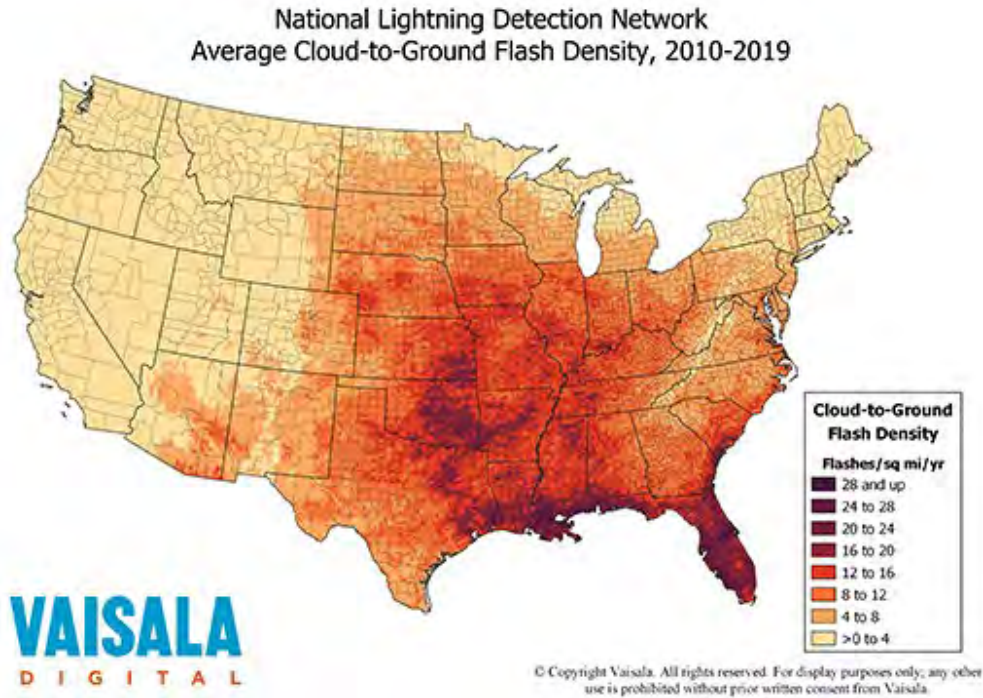 National Lightning Detection Network
Average Cloud-to-Ground Flash Density, 2010-2019
Cloud-to-Ground
Flash Density
Flashes/sq mi/yr
28 and up
24 to 28
20 to 24
16 to 20
12 to 16
8 to 12
4 to 8
>0 to 4
VAISALA
DIGITAL
© Copyright Vaisala. All rights reserved. For display purposes only; any other
use is prohibited without prior written consent from Vaisala.